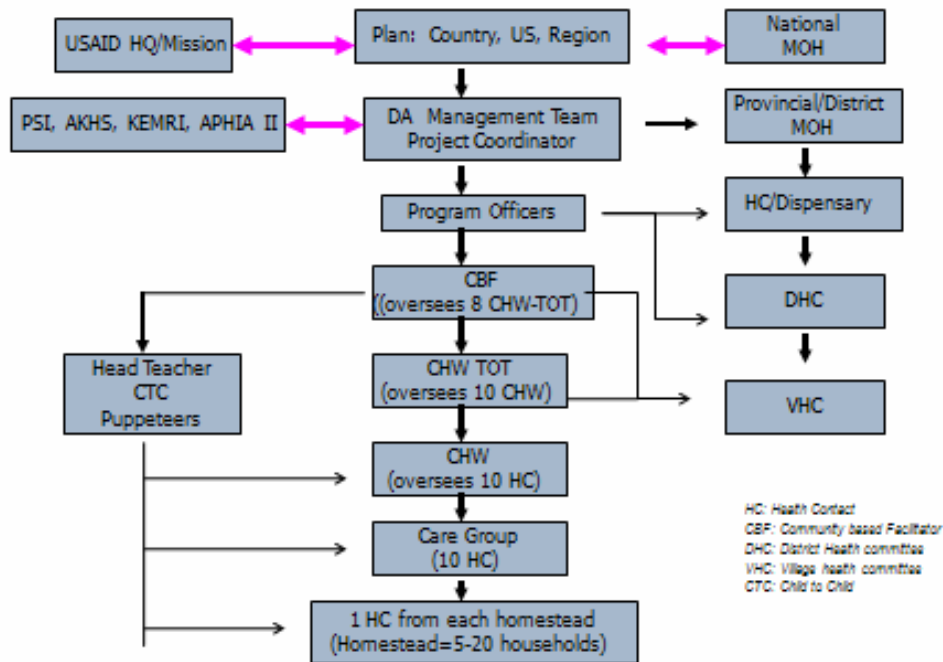 USAID HQ/Mission
Plan: Country, US, Region
National
MOH
PSI, AKHS, KEMRI, APHIA II
DA Management Team
Project Coordinator
Provincial/District
MOH
Program Officers
HC/Dispensary
CBF
((oversees 8 CHW-TOT)
DHC
Head Teacher
CTC
Puppeteers
CHW TOT
(oversees 10 CHW)
VHC
CHW
(oversees 10 HC)
Care Group
(10 HC)
1 HC from each homestead
(Homestead=5-20 households)
HC: Heath Contact
CBF: Community based Facilitator
DHC: District Heath committee
VHC: Village heath committee
CTC: Child to Child